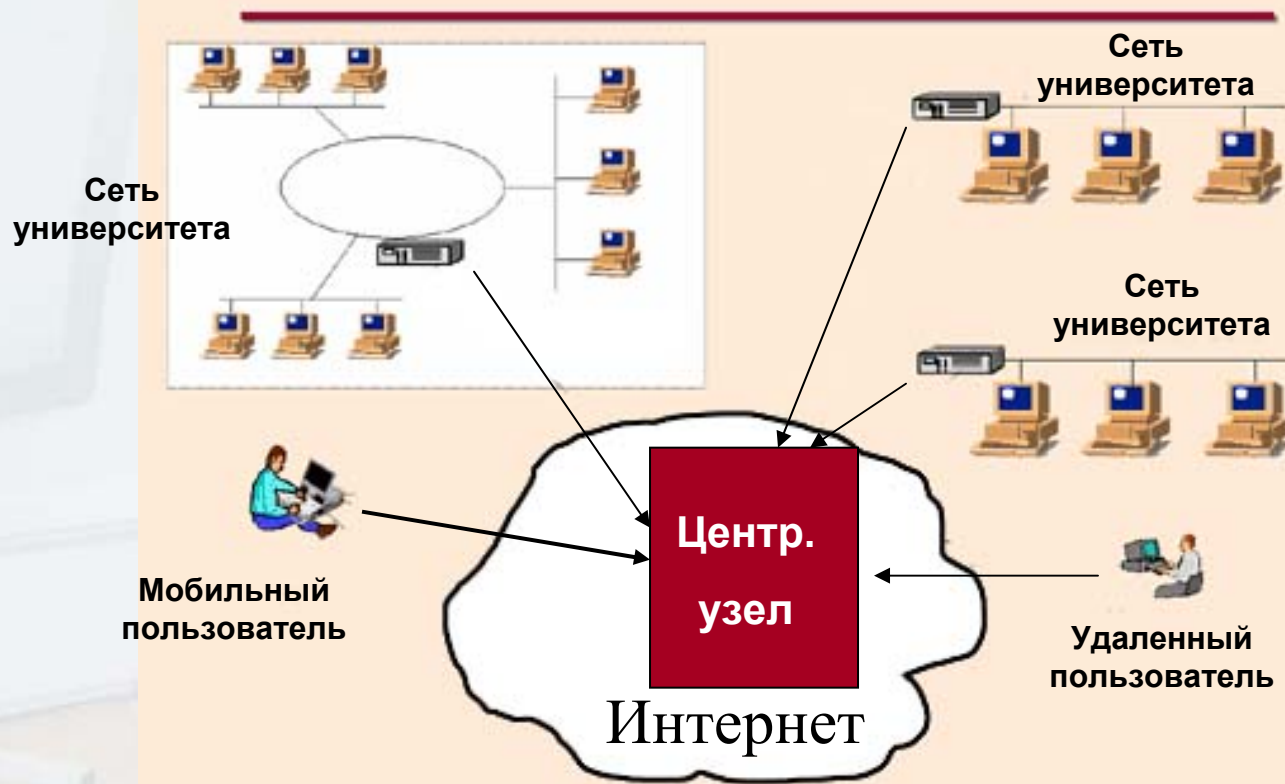 Сеть
университета
Сеть
университета
Сеть
университета
Мобильный
пользователь
Центр.
узел
Удаленный
пользователь
Интернет